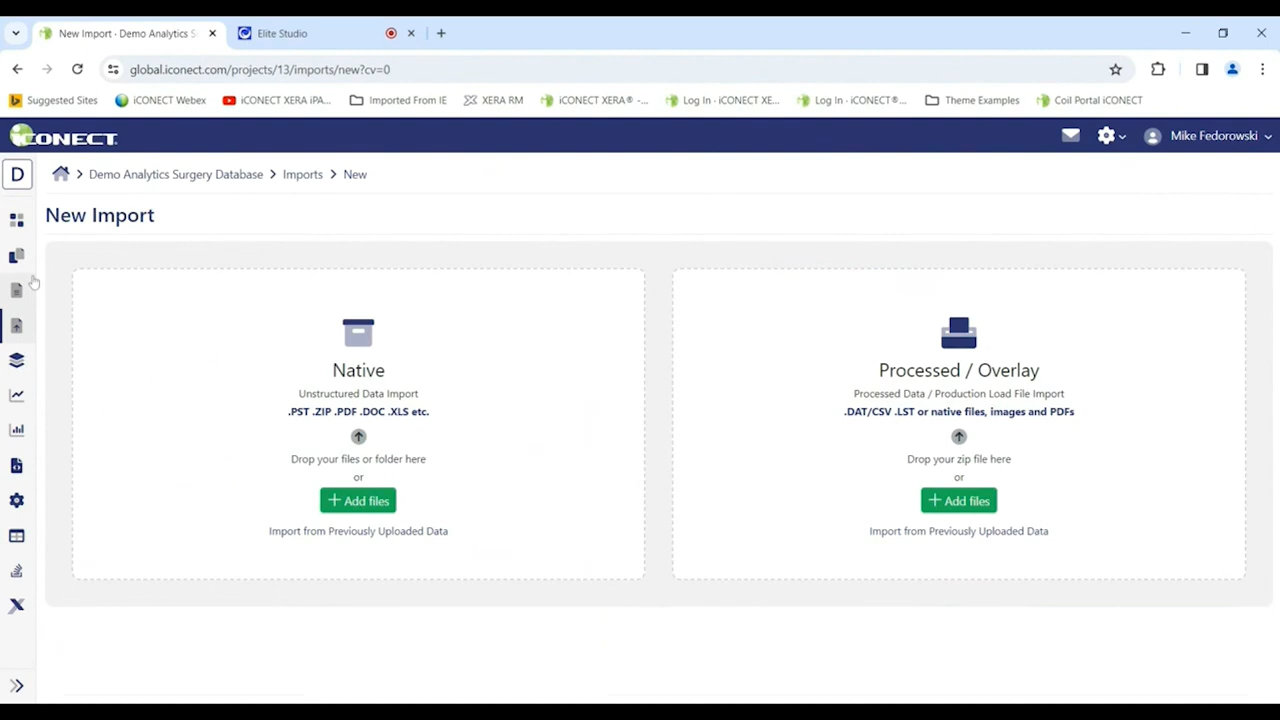 New Import · Demo Analytics S
Elite Studio
global.iconect.com/projects/13/imports/new?cv=0
Suggested Sites
iCONECT Webex
iCONECT XERA iPA...
Imported From IE
XERA RM
iCONECT XERA® -...
Log In · iCONECT XE...
Log In · iCONECT®...
Theme Examples
Coil Portal iCONECT
iCONECT.
Mike Fedorowski
D
Demo Analytics Surgery Database > Imports > New
New Import
Native
Unstructured Data Import
.PST .ZIP .PDF .DOC .XLS etc.
Drop your files or folder here
or
+ Add files
Import from Previously Uploaded Data
Processed / Overlay
Processed Data / Production Load File Import
.DAT/CSV .LST or native files, images and PDFs
Drop your zip file here
or
+ Add files
Import from Previously Uploaded Data